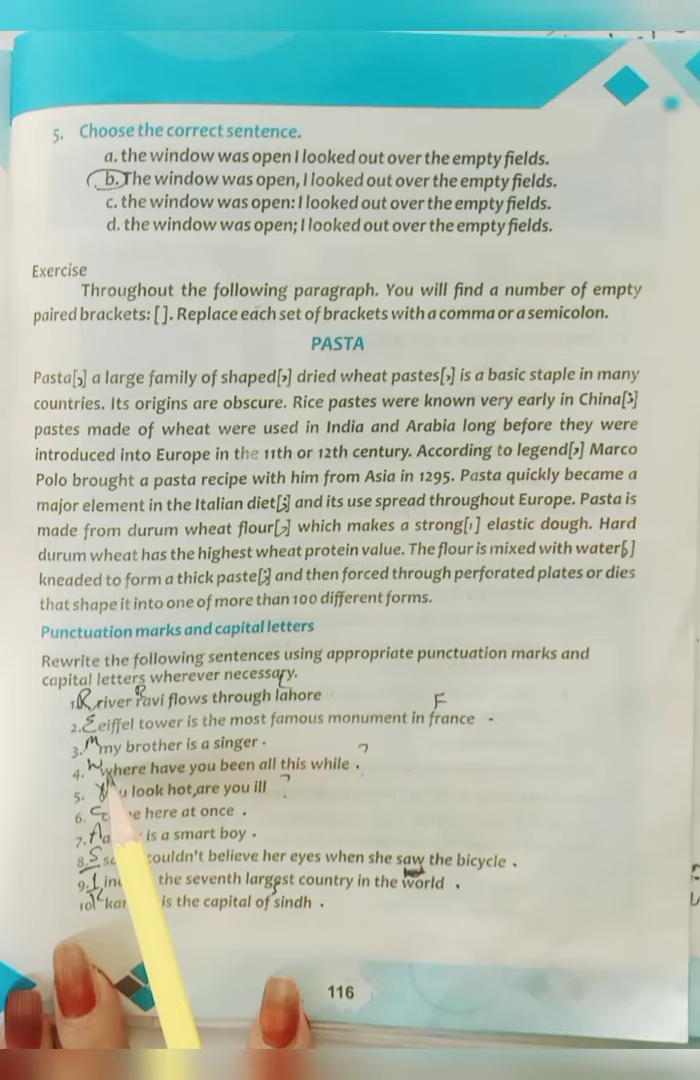 5. Choose the correct sentence.
a. the window was open I looked out over the empty fields.
b. The window was open, I looked out over the empty fields.
c. the window was open: I looked out over the empty fields.
d. the window was open; I looked out over the empty fields.
Exercise
Throughout the following paragraph. You will find a number of empty
paired brackets: [ ]. Replace each set of brackets with a comma or a semicolon.
PASTA
Pasta[,] a large family of shaped[,] dried wheat pastes[,] is a basic staple in many
countries. Its origins are obscure. Rice pastes were known very early in China[;]
pastes made of wheat were used in India and Arabia long before they were
introduced into Europe in the 11th or 12th century. According to legend[,] Marco
Polo brought a pasta recipe with him from Asia in 1295. Pasta quickly became a
major element in the Italian diet[;] and its use spread throughout Europe. Pasta is
made from durum wheat flour[,] which makes a strong[,] elastic dough. Hard
durum wheat has the highest wheat protein value. The flour is mixed with water[;]
kneaded to form a thick paste[;] and then forced through perforated plates or dies
that shape it into one of more than 100 different forms.
Punctuation marks and capital letters
Rewrite the following sentences using appropriate punctuation marks and
capital letters wherever necessary.
1. R river R ravi flows through lahore
2. E eiffel tower is the most famous monument in F france .
3. M my brother is a singer .
4. W where have you been all this while . ?
5. look hot,are you ill ?
6. here at once .
7. is a smart boy .
8. S couldn't believe her eyes when she saw the bicycle .
9. I the seventh largest country in the world .
10. K is the capital of sindh .
116